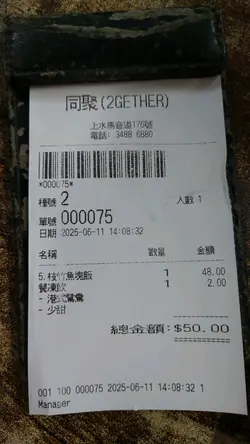 同聚(2GETHER)
上水馬會道176號
電話: 3488 6680
*000075*
檯號 2 人數 1
單號 000075
日期 2025-06-11 14:08:32
名稱 數量 金額
5.枝竹魚塊飯 1 48.00
餐凍飲 1 2.00
- 港式鴛鴦
- 少甜
總金額:$50.00
001 100 000075 2025-06-11 14:08:32 1
Manager